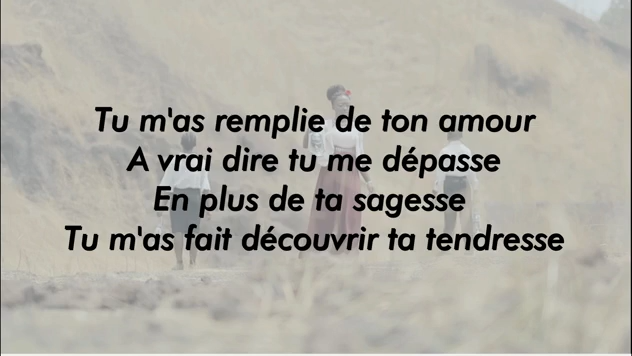 Tu m'as remplie de ton amour
A vrai dire tu me dépasse
En plus de ta sagesse
Tu m'as fait découvrir ta tendresse